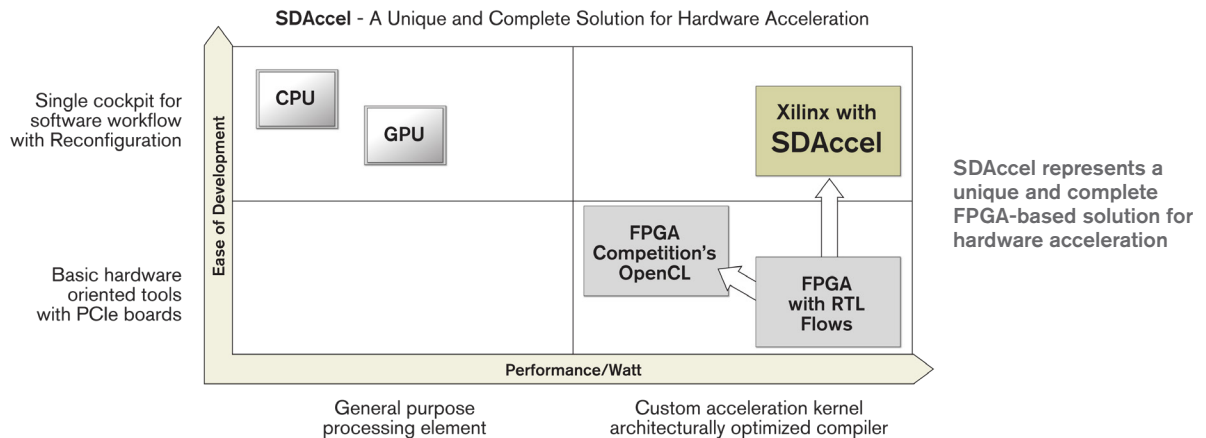 SDAccel - A Unique and Complete Solution for Hardware Acceleration
Single cockpit for
software workflow
with Reconfiguration
Basic hardware
oriented tools
with PCIe boards
Ease of Development
CPU
GPU
Xilinx with
SDAccel
FPGA
Competition's
OpenCL
FPGA
with RTL
Flows
Performance/Watt
General purpose
processing element
Custom acceleration kernel
architecturally optimized compiler
SDAccel represents a
unique and complete
FPGA-based solution for
hardware acceleration